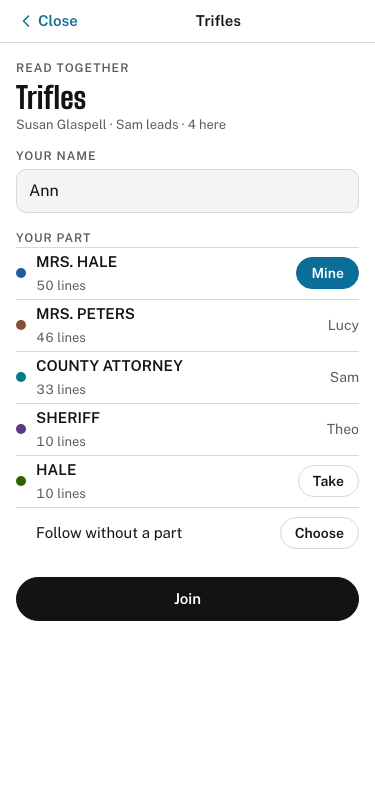 Close
Trifles
READ TOGETHER
Trifles
Susan Glaspell · Sam leads · 4 here
YOUR NAME
Ann
YOUR PART
MRS. HALE
50 lines
Mine
MRS. PETERS
46 lines
Lucy
COUNTY ATTORNEY
33 lines
Sam
SHERIFF
10 lines
Theo
HALE
10 lines
Take
Follow without a part
Choose
Join